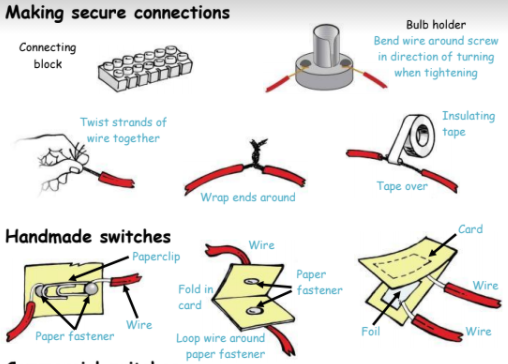 Making secure connections
Connecting
block
Bulb holder
Bend wire around screw
in direction of turning
when tightening
Twist strands of
wire together
Wrap ends around
Insulating
tape
Tape over
Handmade switches
Paperclip
Paper fastener
Wire
Wire
Fold in
card
Paper
fastener
Loop wire around
paper fastener
Card
Foil
Wire
Wire